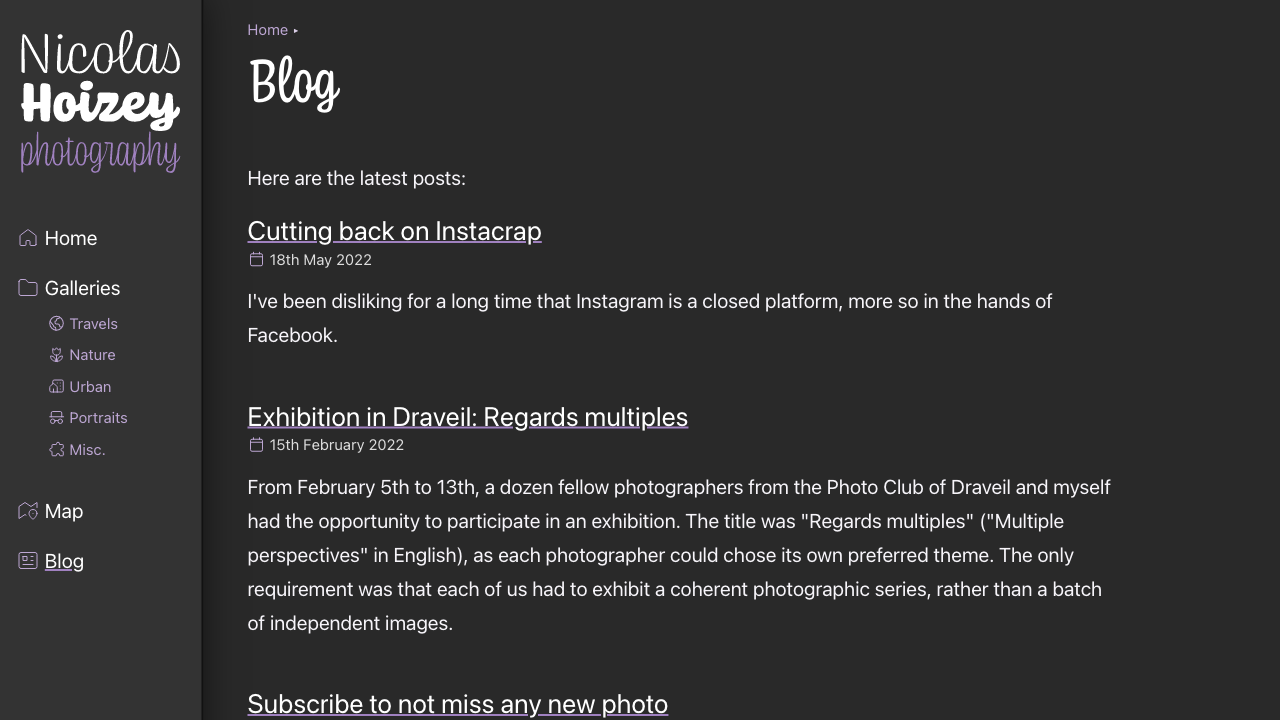 Nicolas
Hoizey
photography
Home
Galleries
Travels
Nature
Urban
Portraits
Misc.
Map
Blog
Home ▸
Blog
Here are the latest posts:
Cutting back on Instacrap
18th May 2022
I've been disliking for a long time that Instagram is a closed platform, more so in the hands of
Facebook.
Exhibition in Draveil: Regards multiples
15th February 2022
From February 5th to 13th, a dozen fellow photographers from the Photo Club of Draveil and myself
had the opportunity to participate in an exhibition. The title was "Regards multiples" ("Multiple
perspectives" in English), as each photographer could chose its own preferred theme. The only
requirement was that each of us had to exhibit a coherent photographic series, rather than a batch
of independent images.
Subscribe to not miss any new photo